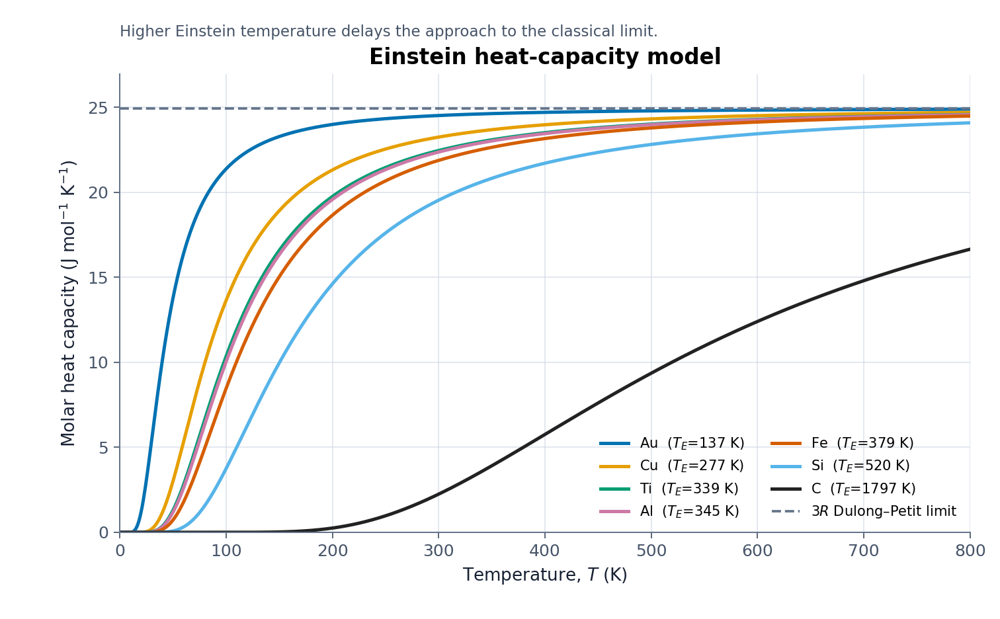 Higher Einstein temperature delays the approach to the classical limit.
Einstein heat-capacity model
Molar heat capacity (J mol⁻¹ K⁻¹)
25
20
15
10
5
0
0 100 200 300 400 500 600 700 800
Temperature, T (K)
Au (T_E=137 K)
Cu (T_E=277 K)
Ti (T_E=339 K)
Al (T_E=345 K)
Fe (T_E=379 K)
Si (T_E=520 K)
C (T_E=1797 K)
3R Dulong–Petit limit